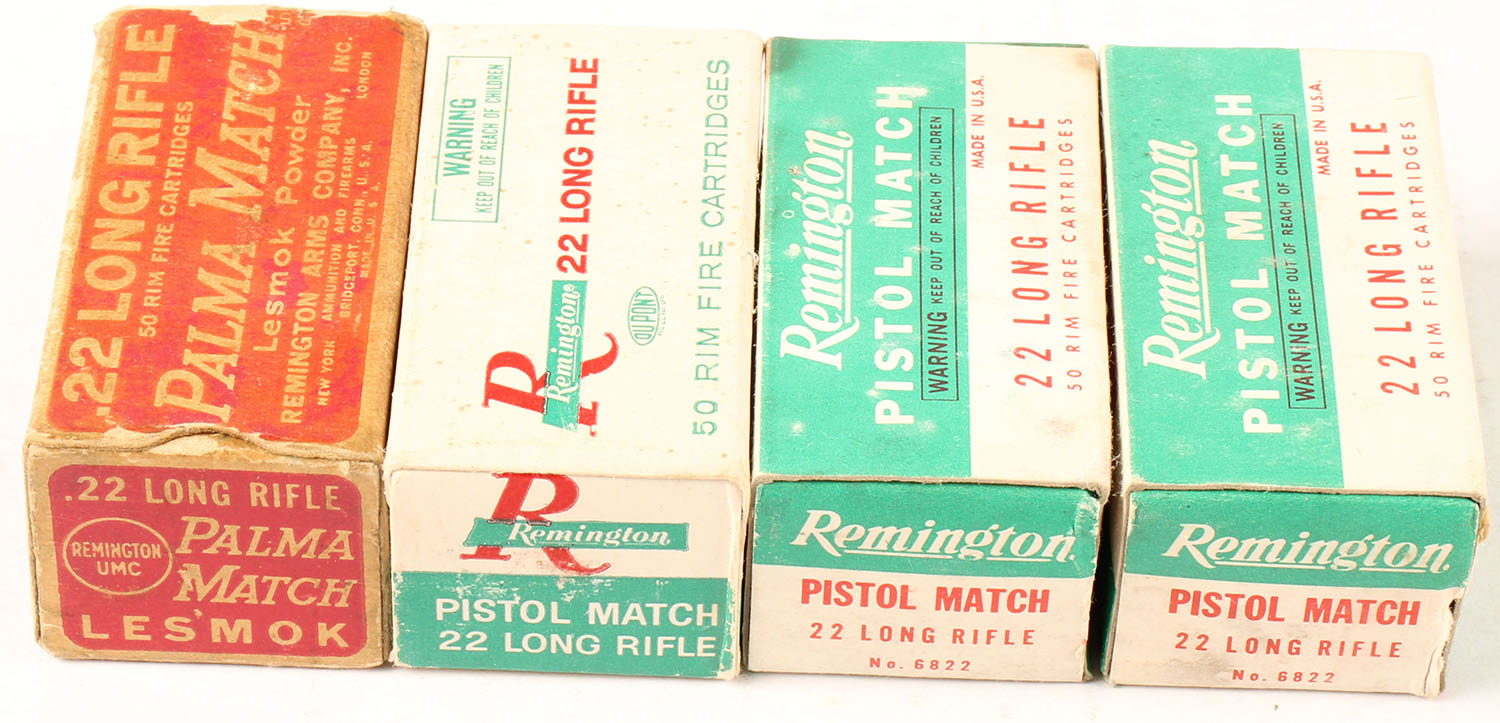 .22 LONG RIFLE
50 RIM FIRE CARTRIDGES
PALMA MATCH
Lesmok Powder
REMINGTON ARMS COMPANY, INC.
NEW YORK AMMUNITION AND FIREARMS LONDON
BRIDGEPORT, CONN., U.S.A.
MADE IN U.S.A.
.22 LONG RIFLE
REMINGTON
UMC
PALMA
MATCH
LESMOK
WARNING
KEEP OUT OF REACH OF CHILDREN
R
Remington®
22 LONG RIFLE
DUPONT
50 RIM FIRE CARTRIDGES
R
Remington
PISTOL MATCH
22 LONG RIFLE
Remington
PISTOL MATCH
WARNING KEEP OUT OF REACH OF CHILDREN
MADE IN U.S.A.
22 LONG RIFLE
50 RIM FIRE CARTRIDGES
Remington
PISTOL MATCH
22 LONG RIFLE
No. 6822
Remington
PISTOL MATCH
WARNING KEEP OUT OF REACH OF CHILDREN
MADE IN U.S.A.
22 LONG RIFLE
50 RIM FIRE CARTRIDGES
Remington
PISTOL MATCH
22 LONG RIFLE
No. 6822